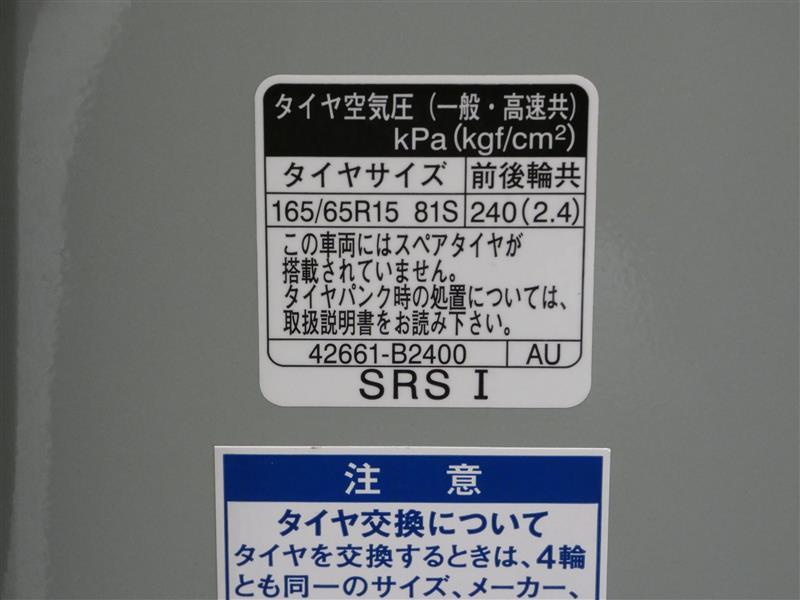 タイヤ空気圧(一般・高速共)
kPa(kgf/cm²)
タイヤサイズ 前後輪共
165/65R15 81S 240(2.4)
この車両にはスペアタイヤが
搭載されていません。
タイヤパンク時の処置については、
取扱説明書をお読み下さい。
42661-B2400 AU
SRS I
注 意
タイヤ交換について
タイヤを交換するときは、4輪
とも同一のサイズ、メーカー、